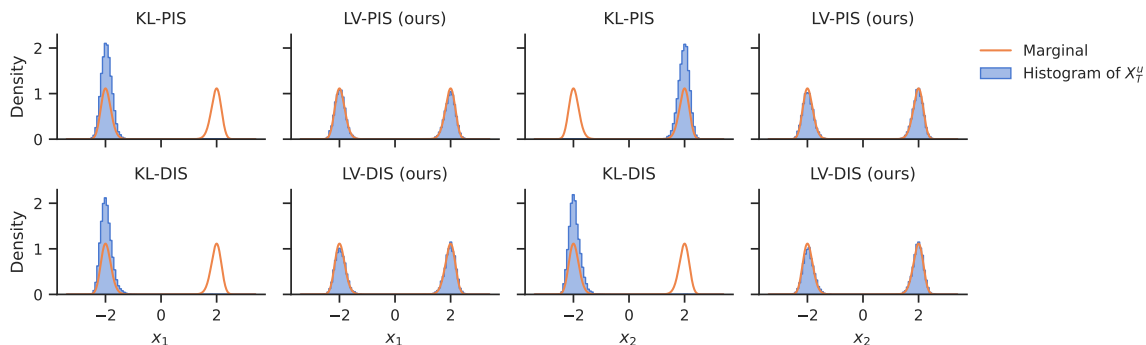 KL-PIS
LV-PIS (ours)
KL-PIS
LV-PIS (ours)
Density
2
1
0
Marginal
Histogram of $X_T^u$
KL-DIS
LV-DIS (ours)
KL-DIS
LV-DIS (ours)
Density
2
1
0
−2 0 2
−2 0 2
−2 0 2
−2 0 2
$x_1$
$x_1$
$x_2$
$x_2$